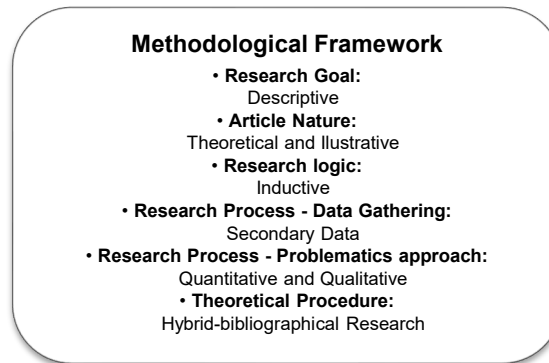 Methodological Framework
• Research Goal:
Descriptive
• Article Nature:
Theoretical and Ilustrative
• Research logic:
Inductive
• Research Process - Data Gathering:
Secondary Data
• Research Process - Problematics approach:
Quantitative and Qualitative
• Theoretical Procedure:
Hybrid-bibliographical Research